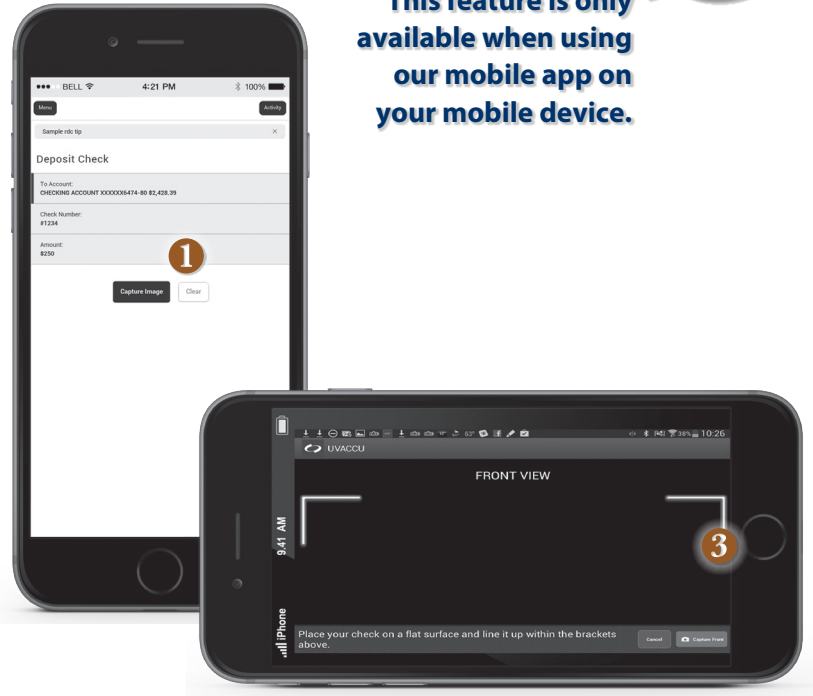 This feature is only
available when using
our mobile app on
your mobile device.
BELL
4:21 PM
100%
Menu
Activity
Sample rdc tip
×
Deposit Check
To Account:
CHECKING ACCOUNT XXXXXX6474-80 $2,428.39
Check Number:
#1234
Amount:
$250
1
Capture Image
Clear
53°
38%
10:26
UVACCU
FRONT VIEW
9.41 AM
3
iPhone
Place your check on a flat surface and line it up within the brackets
above.
Cancel
Capture Front